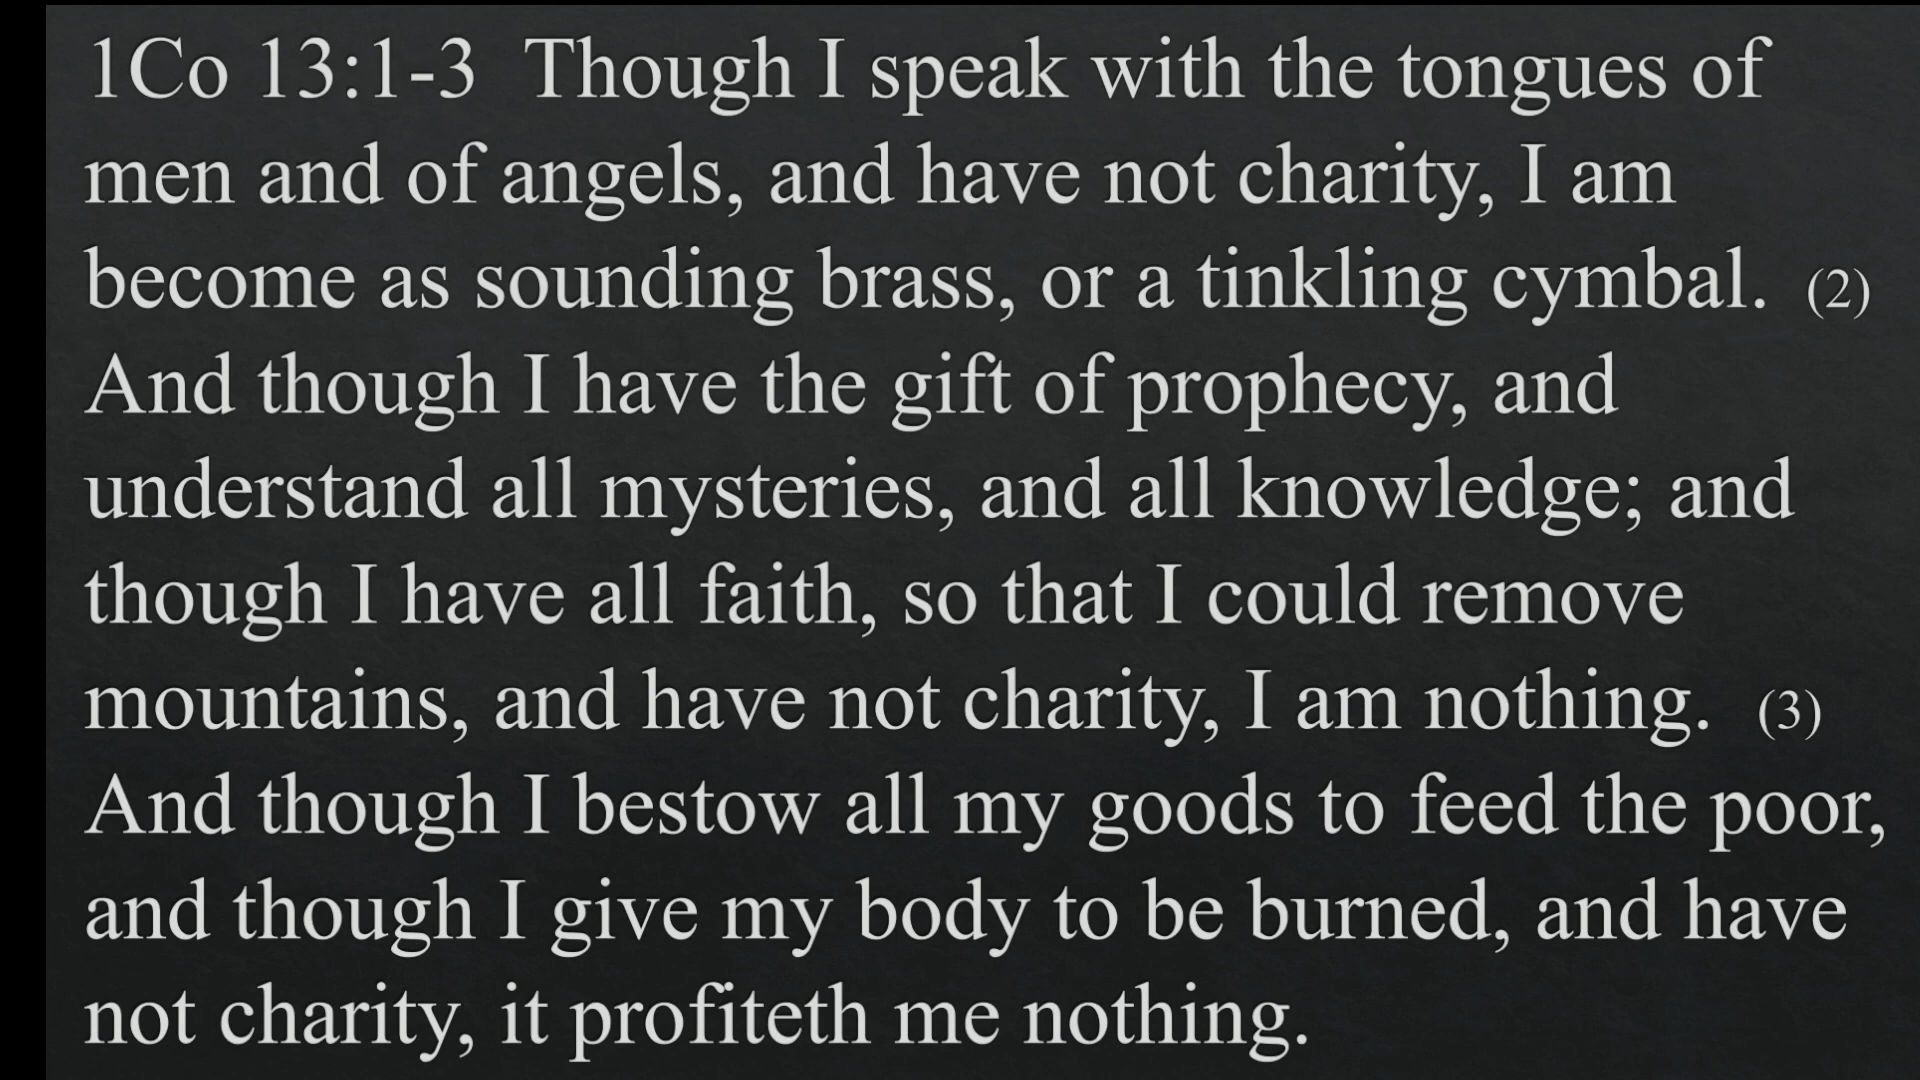 1Co 13:1-3  Though I speak with the tongues of
men and of angels, and have not charity, I am
become as sounding brass, or a tinkling cymbal.  (2)
And though I have the gift of prophecy, and
understand all mysteries, and all knowledge; and
though I have all faith, so that I could remove
mountains, and have not charity, I am nothing.  (3)
And though I bestow all my goods to feed the poor,
and though I give my body to be burned, and have
not charity, it profiteth me nothing.